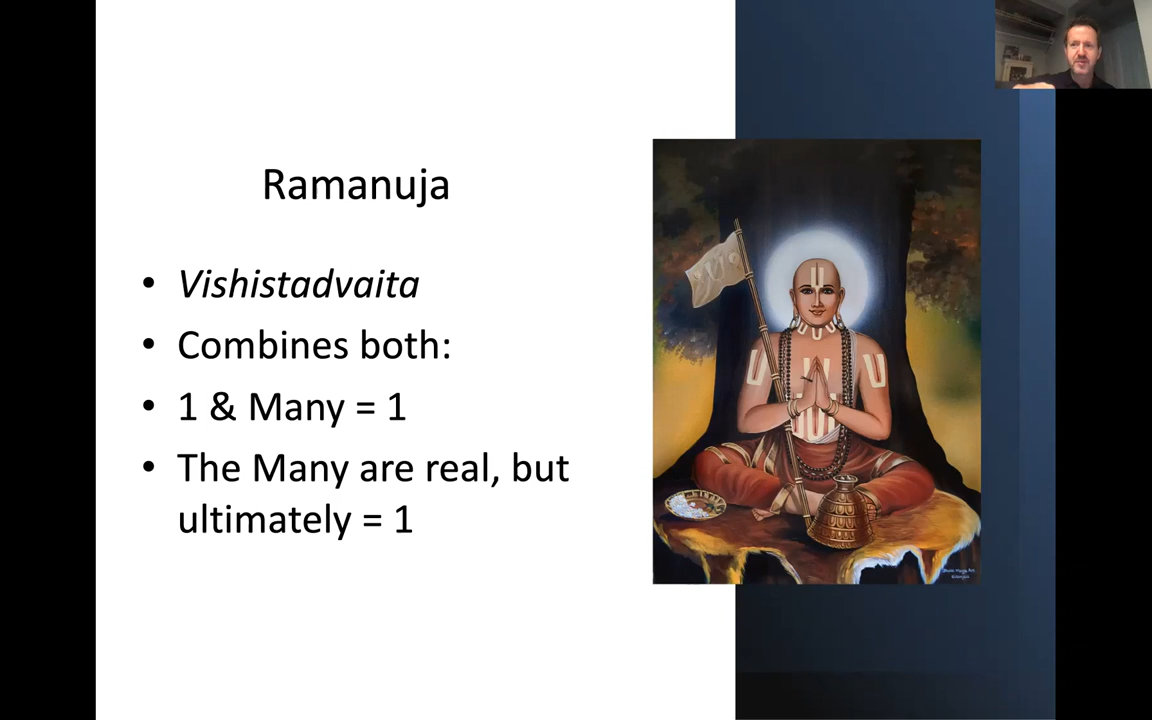 Ramanuja
• Vishistadvaita
• Combines both:
• 1 & Many = 1
• The Many are real, but
ultimately = 1